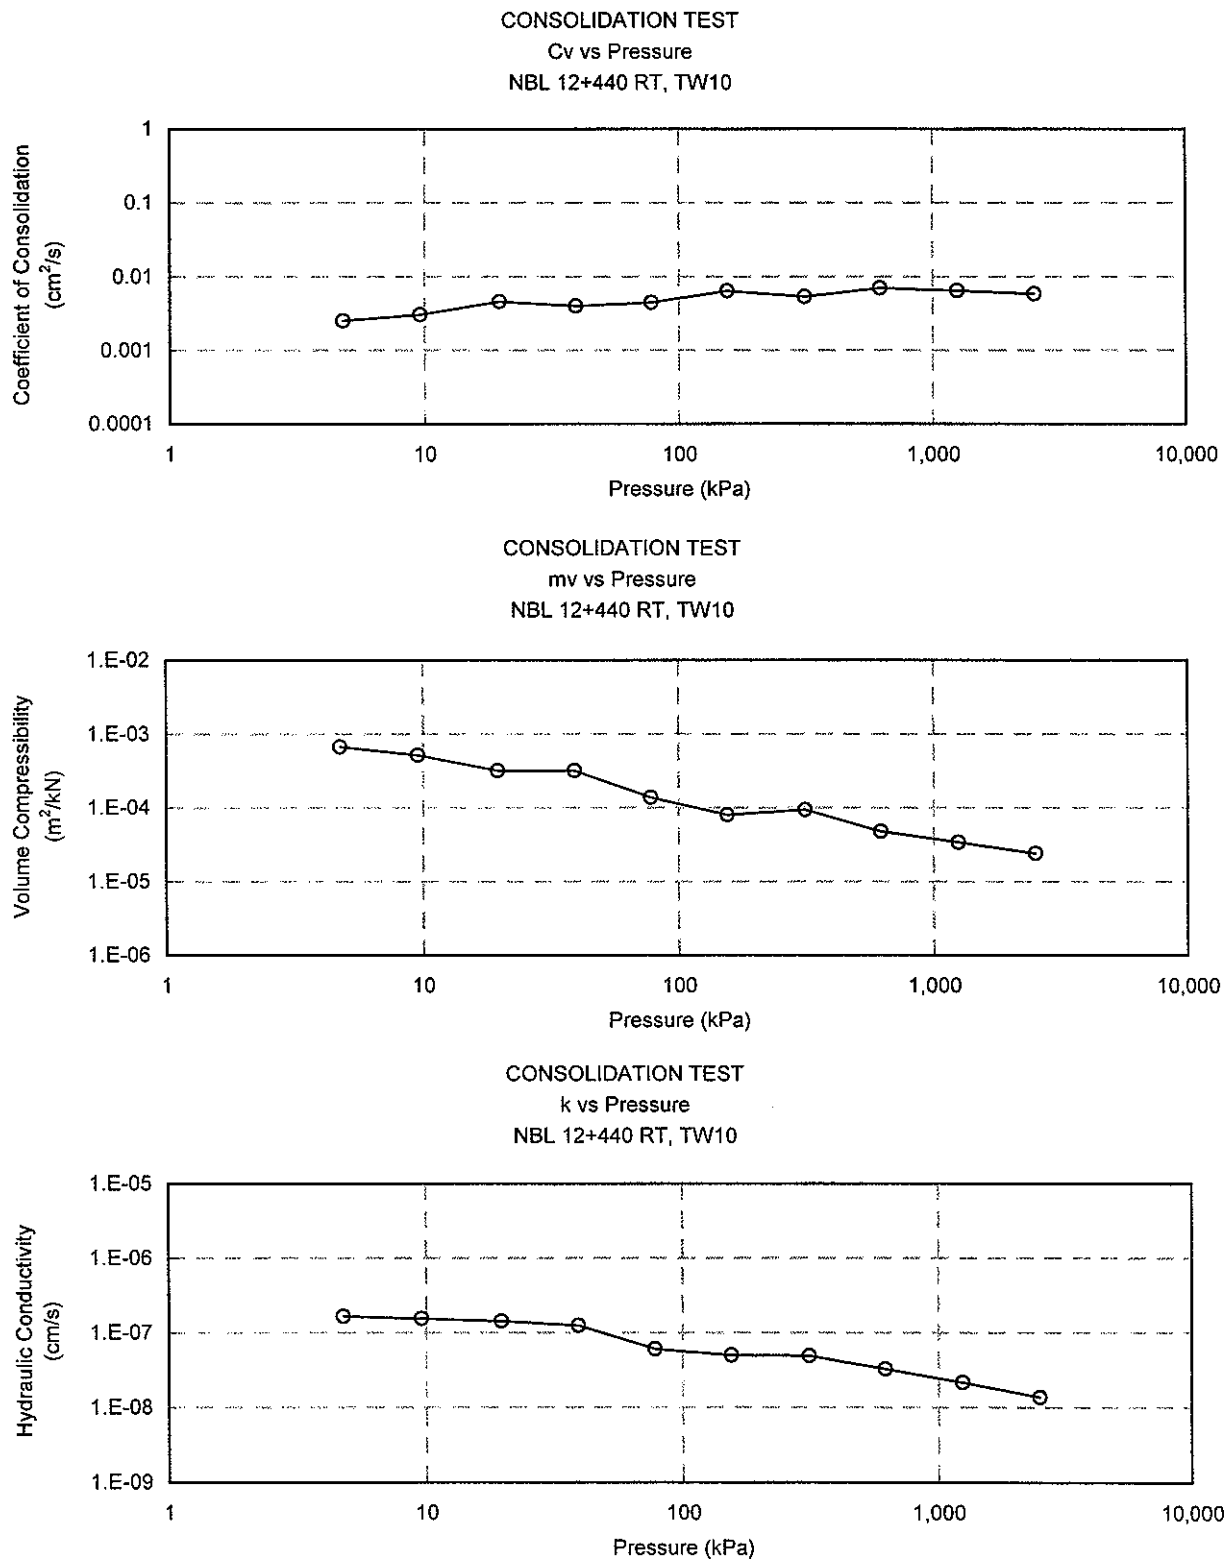 CONSOLIDATION TEST
Cv vs Pressure
NBL 12+440 RT, TW10
Coefficient of Consolidation
(cm²/s)
1
0.1
0.01
0.001
0.0001
1 10 100 1,000 10,000
Pressure (kPa)
CONSOLIDATION TEST
mv vs Pressure
NBL 12+440 RT, TW10
Volume Compressibility
(m²/kN)
1.E-02
1.E-03
1.E-04
1.E-05
1.E-06
1 10 100 1,000 10,000
Pressure (kPa)
CONSOLIDATION TEST
k vs Pressure
NBL 12+440 RT, TW10
Hydraulic Conductivity
(cm/s)
1.E-05
1.E-06
1.E-07
1.E-08
1.E-09
1 10 100 1,000 10,000
Pressure (kPa)